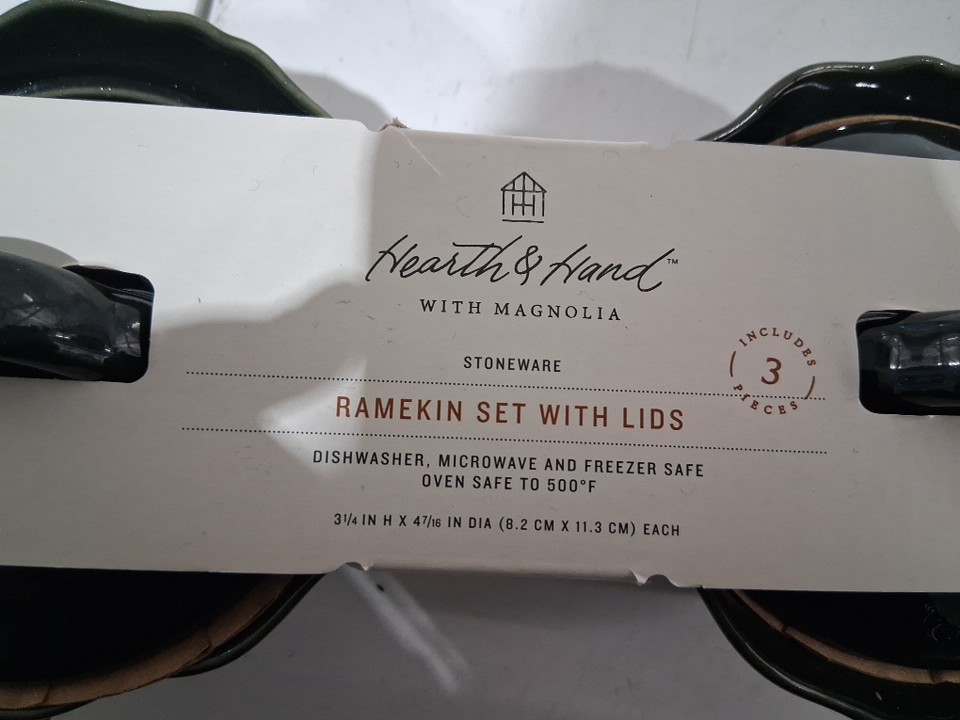 Hearth & Hand™
WITH MAGNOLIA
STONEWARE
INCLUDES
3
PIECES
RAMEKIN SET WITH LIDS
DISHWASHER, MICROWAVE AND FREEZER SAFE
OVEN SAFE TO 500°F
3 1/4 IN H X 4 7/16 IN DIA (8.2 CM X 11.3 CM) EACH